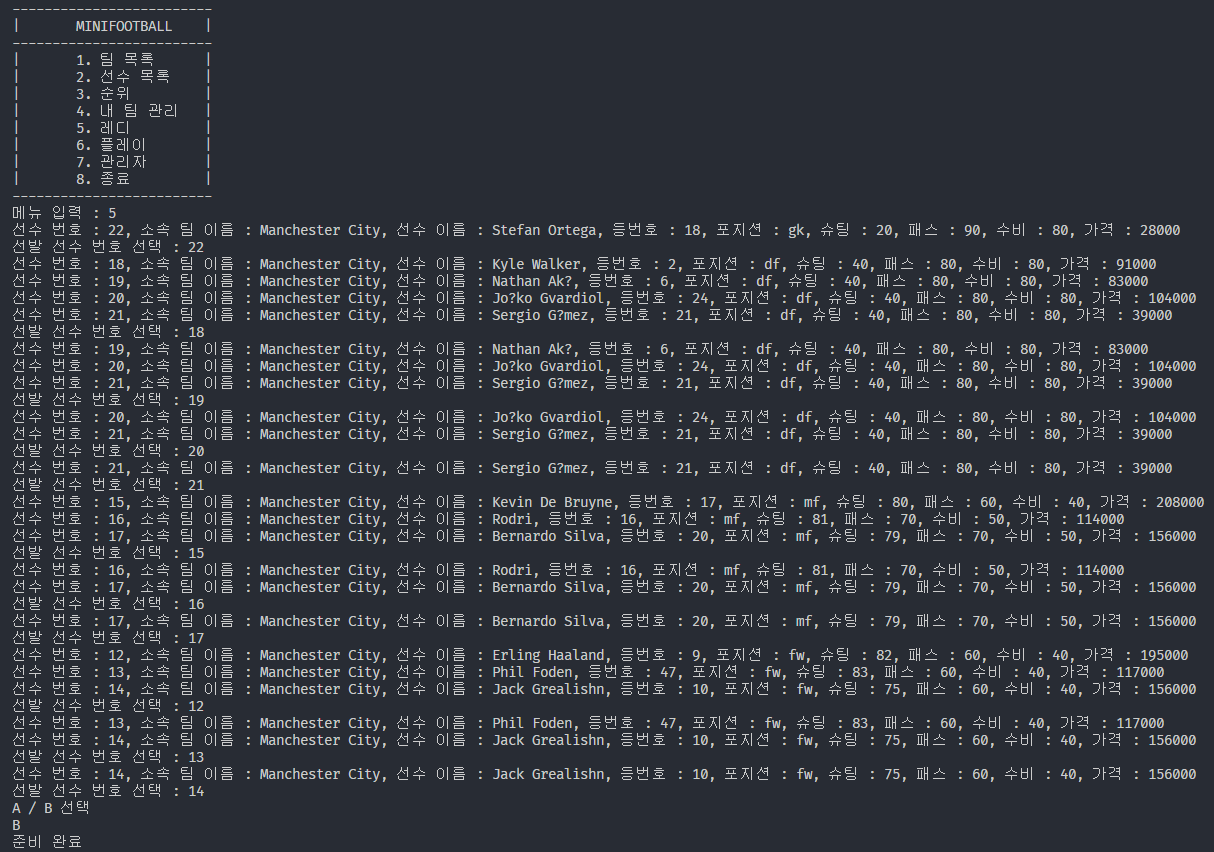 -------------------------
|       MINIFOOTBALL    |
-------------------------
|       1. 팀 목록      |
|       2. 선수 목록    |
|       3. 순위         |
|       4. 내 팀 관리   |
|       5. 레디         |
|       6. 플레이       |
|       7. 관리자       |
|       8. 종료         |
-------------------------
메뉴 입력 : 5
선수 번호 : 22, 소속 팀 이름 : Manchester City, 선수 이름 : Stefan Ortega, 등번호 : 18, 포지션 : gk, 슈팅 : 20, 패스 : 90, 수비 : 80, 가격 : 28000
선발 선수 번호 선택 : 22
선수 번호 : 18, 소속 팀 이름 : Manchester City, 선수 이름 : Kyle Walker, 등번호 : 2, 포지션 : df, 슈팅 : 40, 패스 : 80, 수비 : 80, 가격 : 91000
선수 번호 : 19, 소속 팀 이름 : Manchester City, 선수 이름 : Nathan Ak?, 등번호 : 6, 포지션 : df, 슈팅 : 40, 패스 : 80, 수비 : 80, 가격 : 83000
선수 번호 : 20, 소속 팀 이름 : Manchester City, 선수 이름 : Jo?ko Gvardiol, 등번호 : 24, 포지션 : df, 슈팅 : 40, 패스 : 80, 수비 : 80, 가격 : 104000
선수 번호 : 21, 소속 팀 이름 : Manchester City, 선수 이름 : Sergio G?mez, 등번호 : 21, 포지션 : df, 슈팅 : 40, 패스 : 80, 수비 : 80, 가격 : 39000
선발 선수 번호 선택 : 18
선수 번호 : 19, 소속 팀 이름 : Manchester City, 선수 이름 : Nathan Ak?, 등번호 : 6, 포지션 : df, 슈팅 : 40, 패스 : 80, 수비 : 80, 가격 : 83000
선수 번호 : 20, 소속 팀 이름 : Manchester City, 선수 이름 : Jo?ko Gvardiol, 등번호 : 24, 포지션 : df, 슈팅 : 40, 패스 : 80, 수비 : 80, 가격 : 104000
선수 번호 : 21, 소속 팀 이름 : Manchester City, 선수 이름 : Sergio G?mez, 등번호 : 21, 포지션 : df, 슈팅 : 40, 패스 : 80, 수비 : 80, 가격 : 39000
선발 선수 번호 선택 : 19
선수 번호 : 20, 소속 팀 이름 : Manchester City, 선수 이름 : Jo?ko Gvardiol, 등번호 : 24, 포지션 : df, 슈팅 : 40, 패스 : 80, 수비 : 80, 가격 : 104000
선수 번호 : 21, 소속 팀 이름 : Manchester City, 선수 이름 : Sergio G?mez, 등번호 : 21, 포지션 : df, 슈팅 : 40, 패스 : 80, 수비 : 80, 가격 : 39000
선발 선수 번호 선택 : 20
선수 번호 : 21, 소속 팀 이름 : Manchester City, 선수 이름 : Sergio G?mez, 등번호 : 21, 포지션 : df, 슈팅 : 40, 패스 : 80, 수비 : 80, 가격 : 39000
선발 선수 번호 선택 : 21
선수 번호 : 15, 소속 팀 이름 : Manchester City, 선수 이름 : Kevin De Bruyne, 등번호 : 17, 포지션 : mf, 슈팅 : 80, 패스 : 60, 수비 : 40, 가격 : 208000
선수 번호 : 16, 소속 팀 이름 : Manchester City, 선수 이름 : Rodri, 등번호 : 16, 포지션 : mf, 슈팅 : 81, 패스 : 70, 수비 : 50, 가격 : 114000
선수 번호 : 17, 소속 팀 이름 : Manchester City, 선수 이름 : Bernardo Silva, 등번호 : 20, 포지션 : mf, 슈팅 : 79, 패스 : 70, 수비 : 50, 가격 : 156000
선발 선수 번호 선택 : 15
선수 번호 : 16, 소속 팀 이름 : Manchester City, 선수 이름 : Rodri, 등번호 : 16, 포지션 : mf, 슈팅 : 81, 패스 : 70, 수비 : 50, 가격 : 114000
선수 번호 : 17, 소속 팀 이름 : Manchester City, 선수 이름 : Bernardo Silva, 등번호 : 20, 포지션 : mf, 슈팅 : 79, 패스 : 70, 수비 : 50, 가격 : 156000
선발 선수 번호 선택 : 16
선수 번호 : 17, 소속 팀 이름 : Manchester City, 선수 이름 : Bernardo Silva, 등번호 : 20, 포지션 : mf, 슈팅 : 79, 패스 : 70, 수비 : 50, 가격 : 156000
선발 선수 번호 선택 : 17
선수 번호 : 12, 소속 팀 이름 : Manchester City, 선수 이름 : Erling Haaland, 등번호 : 9, 포지션 : fw, 슈팅 : 82, 패스 : 60, 수비 : 40, 가격 : 195000
선수 번호 : 13, 소속 팀 이름 : Manchester City, 선수 이름 : Phil Foden, 등번호 : 47, 포지션 : fw, 슈팅 : 83, 패스 : 60, 수비 : 40, 가격 : 117000
선수 번호 : 14, 소속 팀 이름 : Manchester City, 선수 이름 : Jack Grealishn, 등번호 : 10, 포지션 : fw, 슈팅 : 75, 패스 : 60, 수비 : 40, 가격 : 156000
선발 선수 번호 선택 : 12
선수 번호 : 13, 소속 팀 이름 : Manchester City, 선수 이름 : Phil Foden, 등번호 : 47, 포지션 : fw, 슈팅 : 83, 패스 : 60, 수비 : 40, 가격 : 117000
선수 번호 : 14, 소속 팀 이름 : Manchester City, 선수 이름 : Jack Grealishn, 등번호 : 10, 포지션 : fw, 슈팅 : 75, 패스 : 60, 수비 : 40, 가격 : 156000
선발 선수 번호 선택 : 13
선수 번호 : 14, 소속 팀 이름 : Manchester City, 선수 이름 : Jack Grealishn, 등번호 : 10, 포지션 : fw, 슈팅 : 75, 패스 : 60, 수비 : 40, 가격 : 156000
선발 선수 번호 선택 : 14
A / B 선택
B
준비 완료